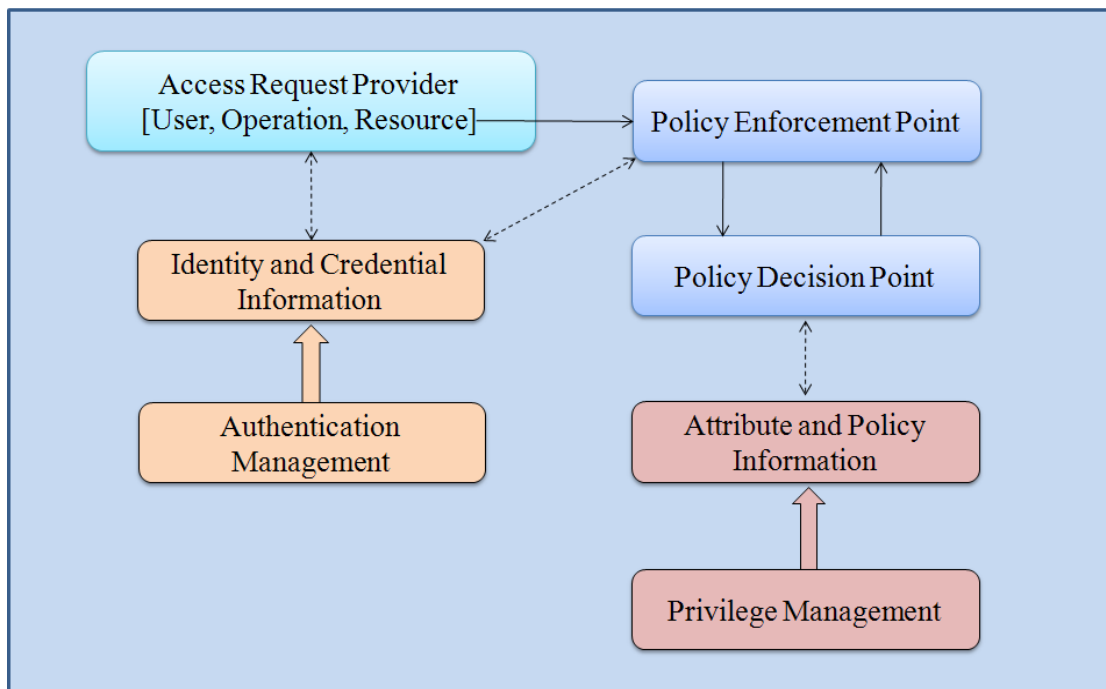 Access Request Provider
[User, Operation, Resource]
Policy Enforcement Point
Identity and Credential
Information
Policy Decision Point
Authentication
Management
Attribute and Policy
Information
Privilege Management